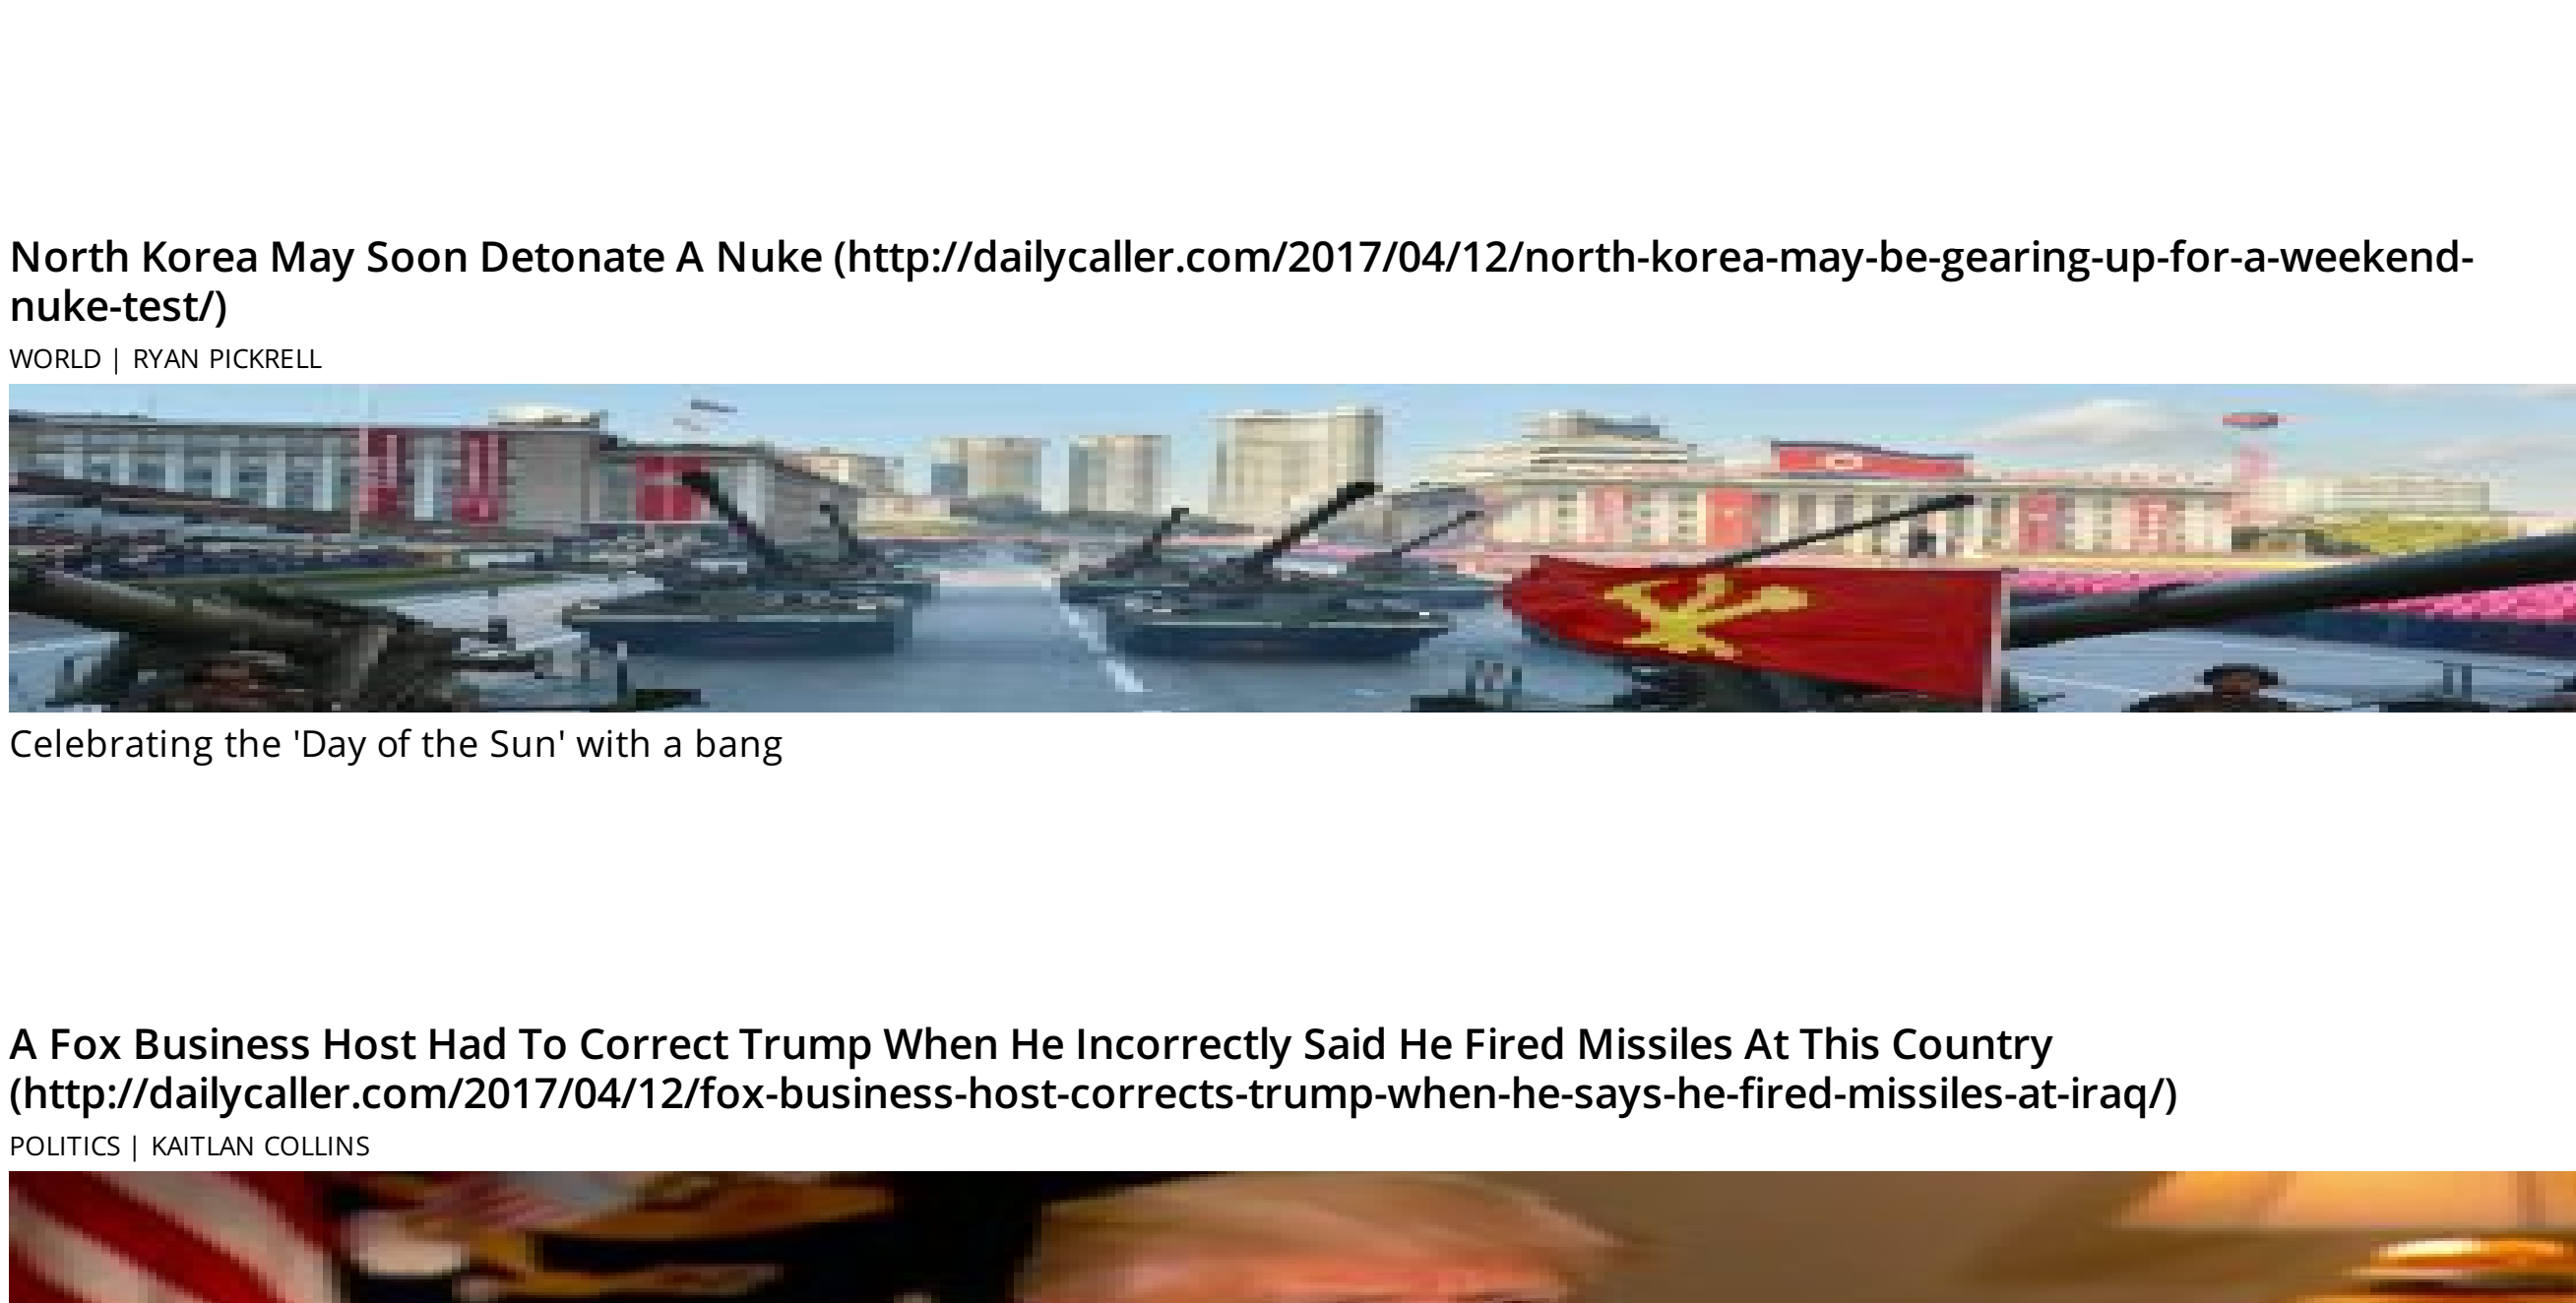 North Korea May Soon Detonate A Nuke (http://dailycaller.com/2017/04/12/north-korea-may-be-gearing-up-for-a-weekend-
nuke-test/)
WORLD | RYAN PICKRELL
Celebrating the 'Day of the Sun' with a bang
A Fox Business Host Had To Correct Trump When He Incorrectly Said He Fired Missiles At This Country
(http://dailycaller.com/2017/04/12/fox-business-host-corrects-trump-when-he-says-he-fired-missiles-at-iraq/)
POLITICS | KAITLAN COLLINS